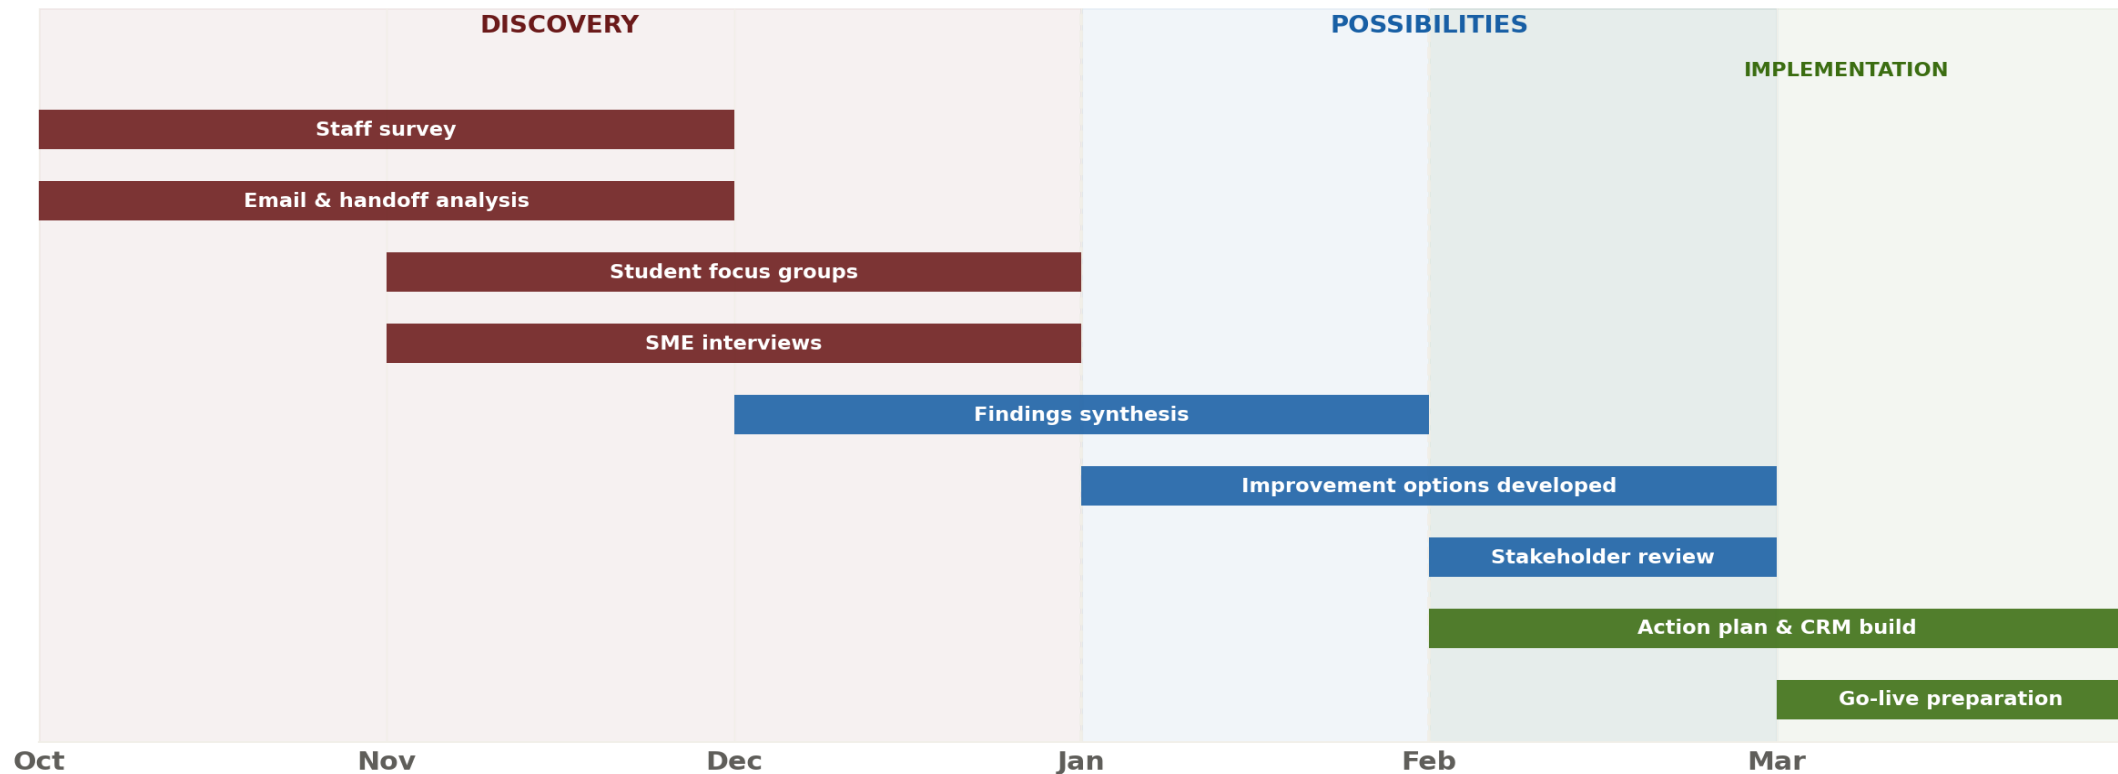 DISCOVERY
POSSIBILITIES
IMPLEMENTATION
Staff survey
Email & handoff analysis
Student focus groups
SME interviews
Findings synthesis
Improvement options developed
Stakeholder review
Action plan & CRM build
Go-live preparation
Oct Nov Dec Jan Feb Mar